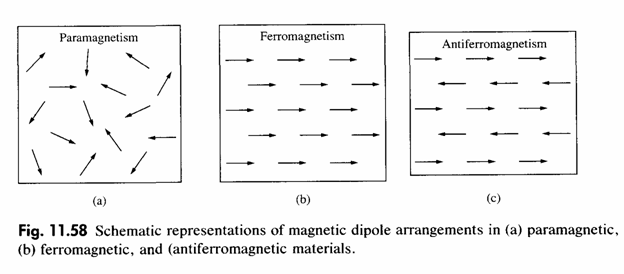 Paramagnetism
Ferromagnetism
Antiferromagnetism
(a)
(b)
(c)
Fig. 11.58 Schematic representations of magnetic dipole arrangements in (a) paramagnetic,
(b) ferromagnetic, and (antiferromagnetic materials.